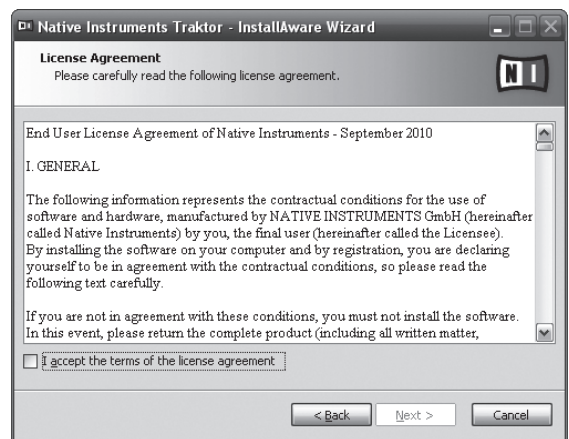 Native Instruments Traktor - InstallAware Wizard
License Agreement
Please carefully read the following license agreement.
NI
End User License Agreement of Native Instruments - September 2010
I. GENERAL
The following information represents the contractual conditions for the use of
software and hardware, manufactured by NATIVE INSTRUMENTS GmbH (hereinafter
called Native Instruments) by you, the final user (hereinafter called the Licensee).
By installing the software on your computer and by registration, you are declaring
yourself to be in agreement with the contractual conditions, so please read the
following text carefully.
If you are not in agreement with these conditions, you must not install the software.
In this event, please return the complete product (including all written matter,
I accept the terms of the license agreement
< Back
Next >
Cancel